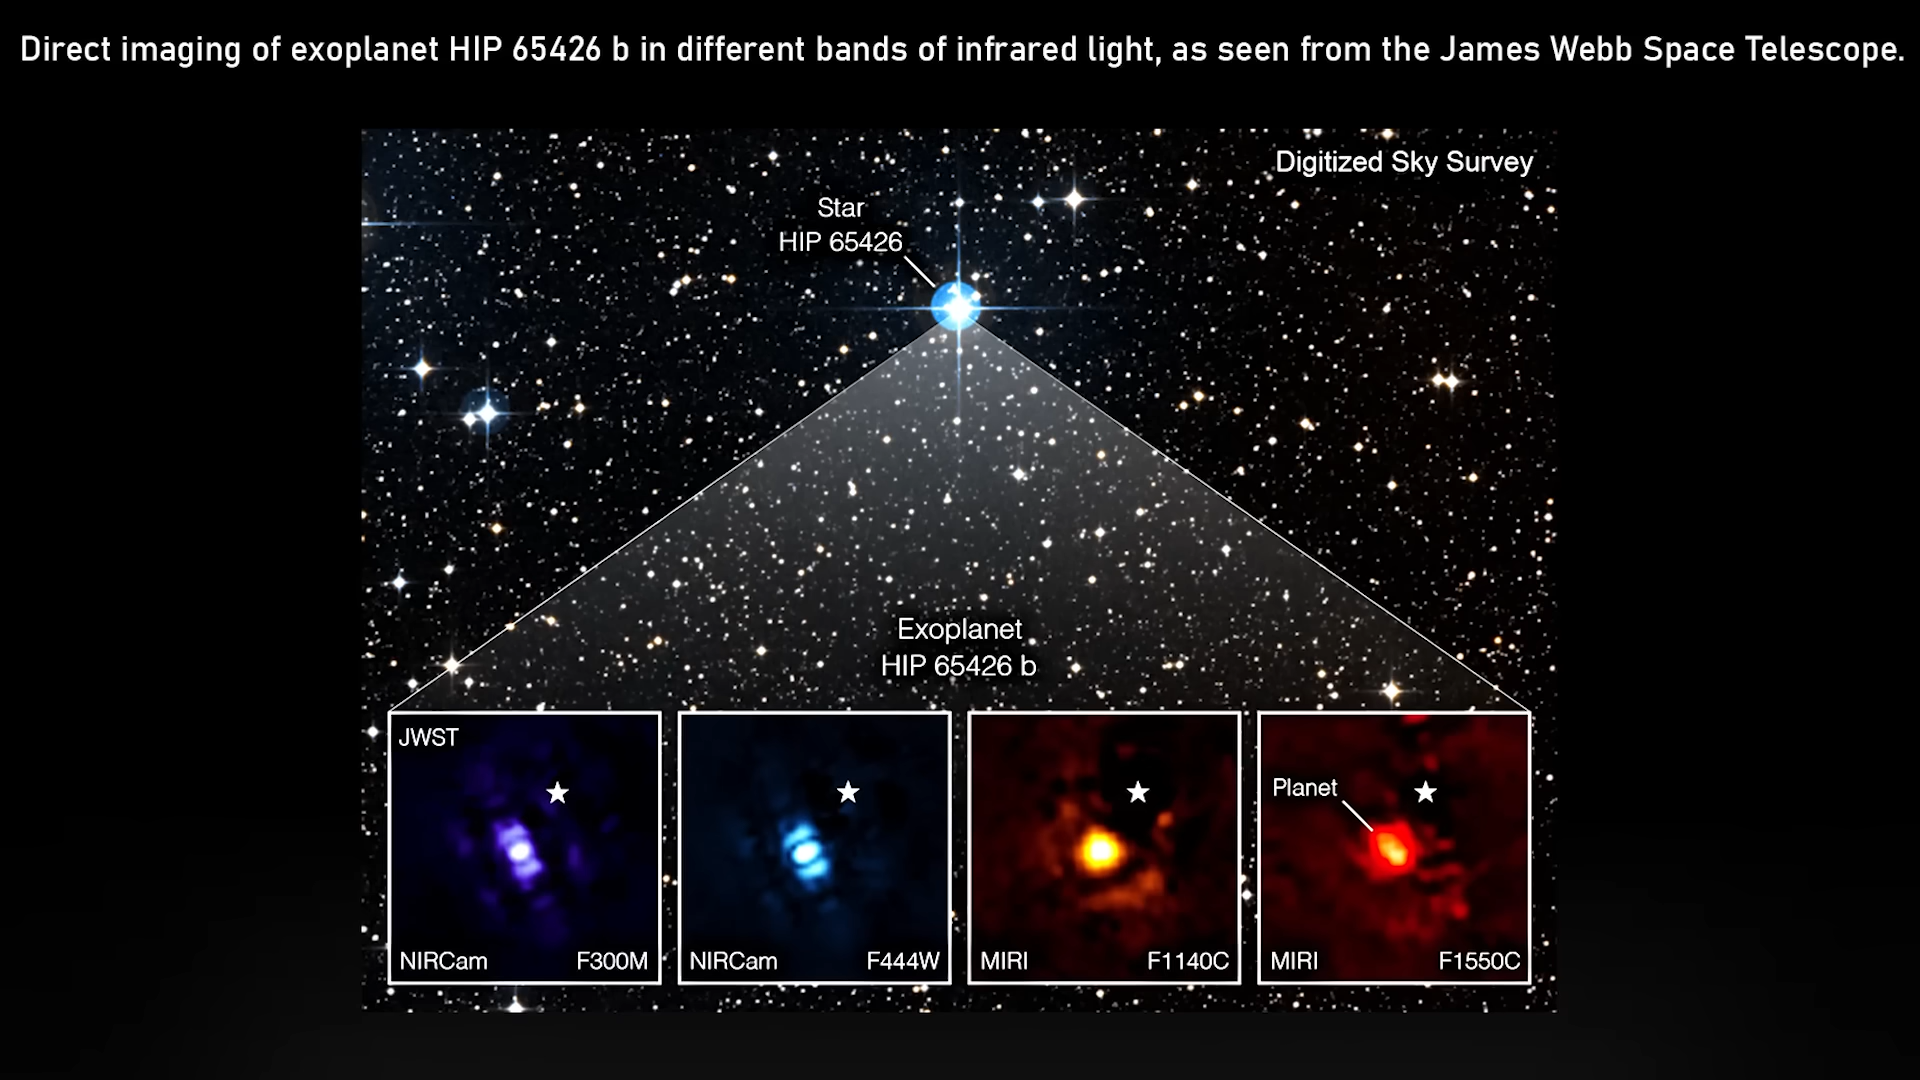 Direct imaging of exoplanet HIP 65426 b in different bands of infrared light, as seen from the James Webb Space Telescope.
Digitized Sky Survey
Star
HIP 65426
Exoplanet
HIP 65426 b
JWST
NIRCam F300M
NIRCam F444W
MIRI F1140C
Planet
MIRI F1550C